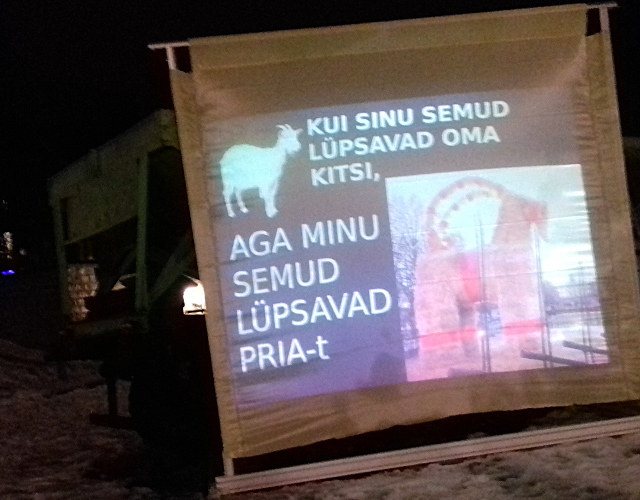 KUI SINU SEMUD
LÜPSAVAD OMA
KITSI,
AGA MINU
SEMUD
LÜPSAVAD
PRIA-t